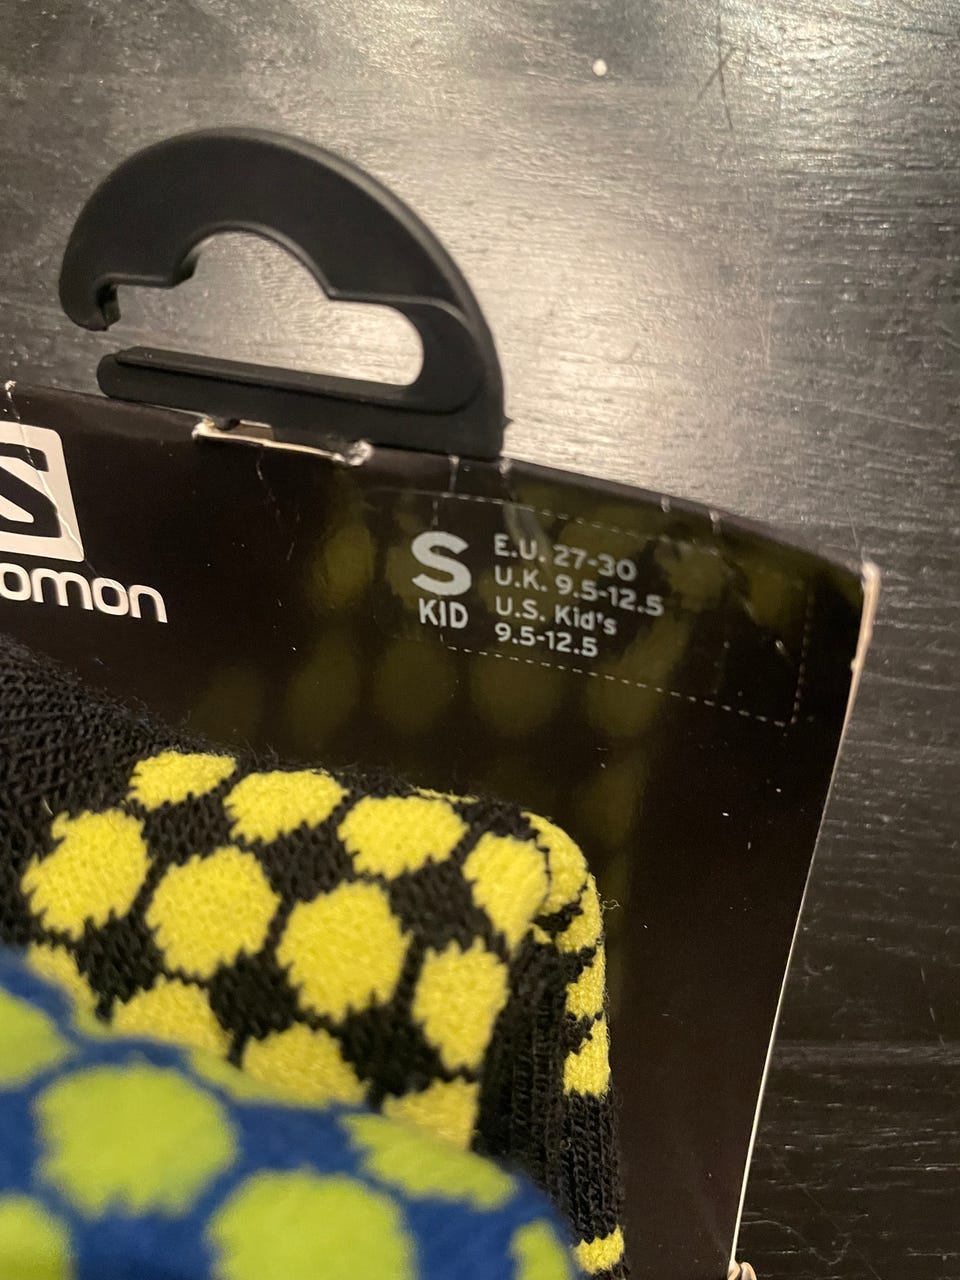 omon
S
KID
E.U. 27-30
U.K. 9.5-12.5
U.S. Kid's
9.5-12.5